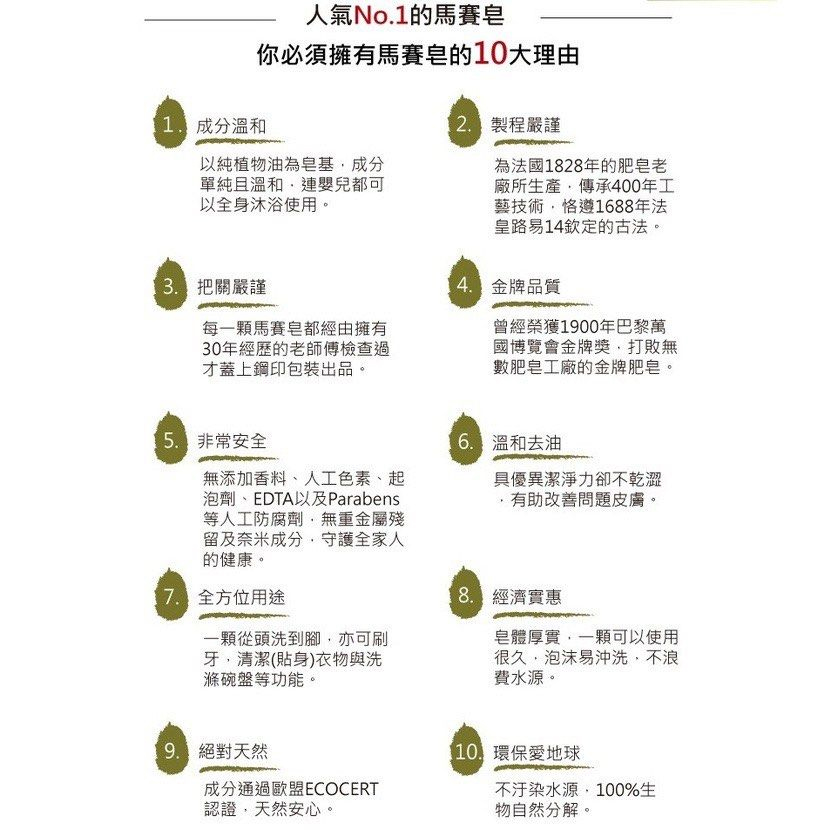 人氣No.1的馬賽皂
你必須擁有馬賽皂的10大理由
1. 成分溫和
以純植物油為皂基，成分
單純且溫和，連嬰兒都可
以全身沐浴使用。
2. 製程嚴謹
為法國1828年的肥皂老
廠所生產，傳承400年工
藝技術，恪遵1688年法
皇路易14欽定的古法。
3. 把關嚴謹
每一顆馬賽皂都經由擁有
30年經歷的老師傅檢查過
才蓋上鋼印包裝出品。
4. 金牌品質
曾經榮獲1900年巴黎萬
國博覽會金牌獎，打敗無
數肥皂工廠的金牌肥皂。
5. 非常安全
無添加香料、人工色素、起
泡劑、EDTA以及Parabens
等人工防腐劑，無重金屬殘
留及奈米成分，守護全家人
的健康。
6. 溫和去油
具優異潔淨力卻不乾澀
，有助改善問題皮膚。
7. 全方位用途
一顆從頭洗到腳，亦可刷
牙，清潔(貼身)衣物與洗
滌碗盤等功能。
8. 經濟實惠
皂體厚實，一顆可以使用
很久，泡沫易沖洗，不浪
費水源。
9. 絕對天然
成分通過歐盟ECOCERT
認證，天然安心。
10. 環保愛地球
不汙染水源，100%生
物自然分解。